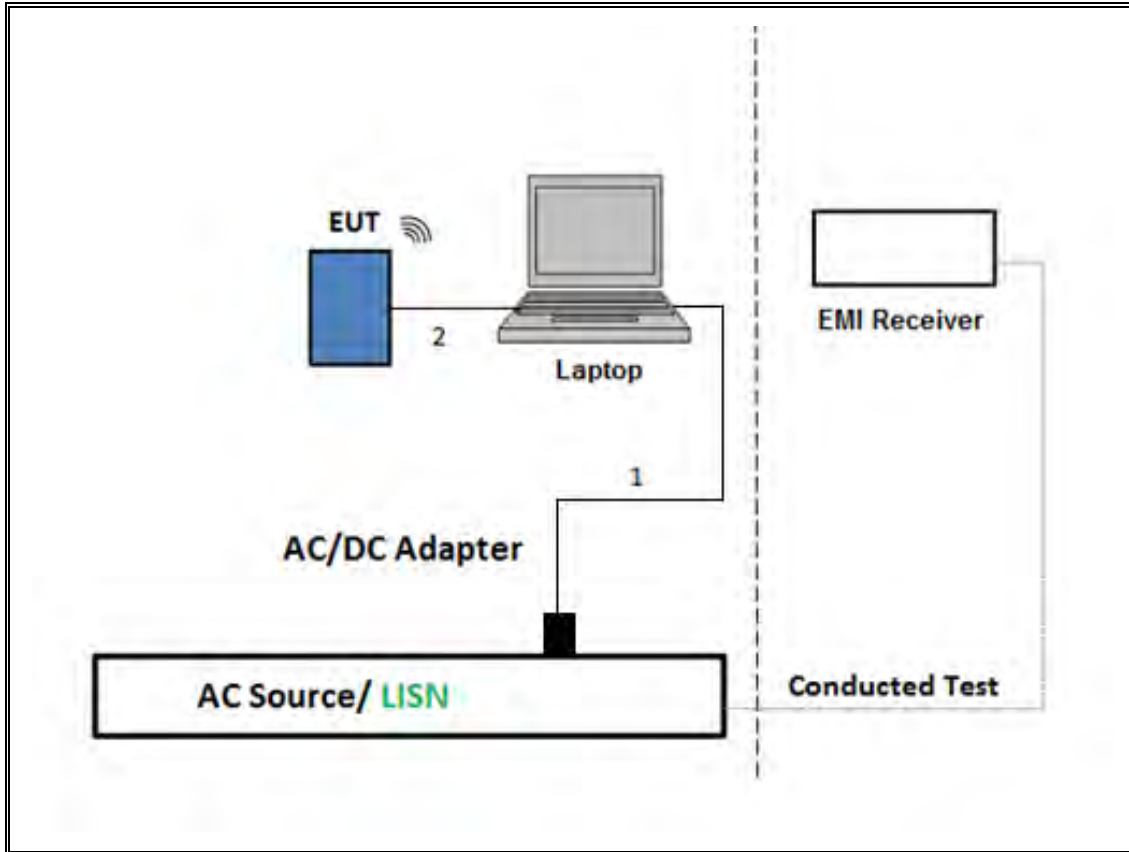 EUT
2
Laptop
EMI Receiver
1
AC/DC Adapter
AC Source/ LISN
Conducted Test